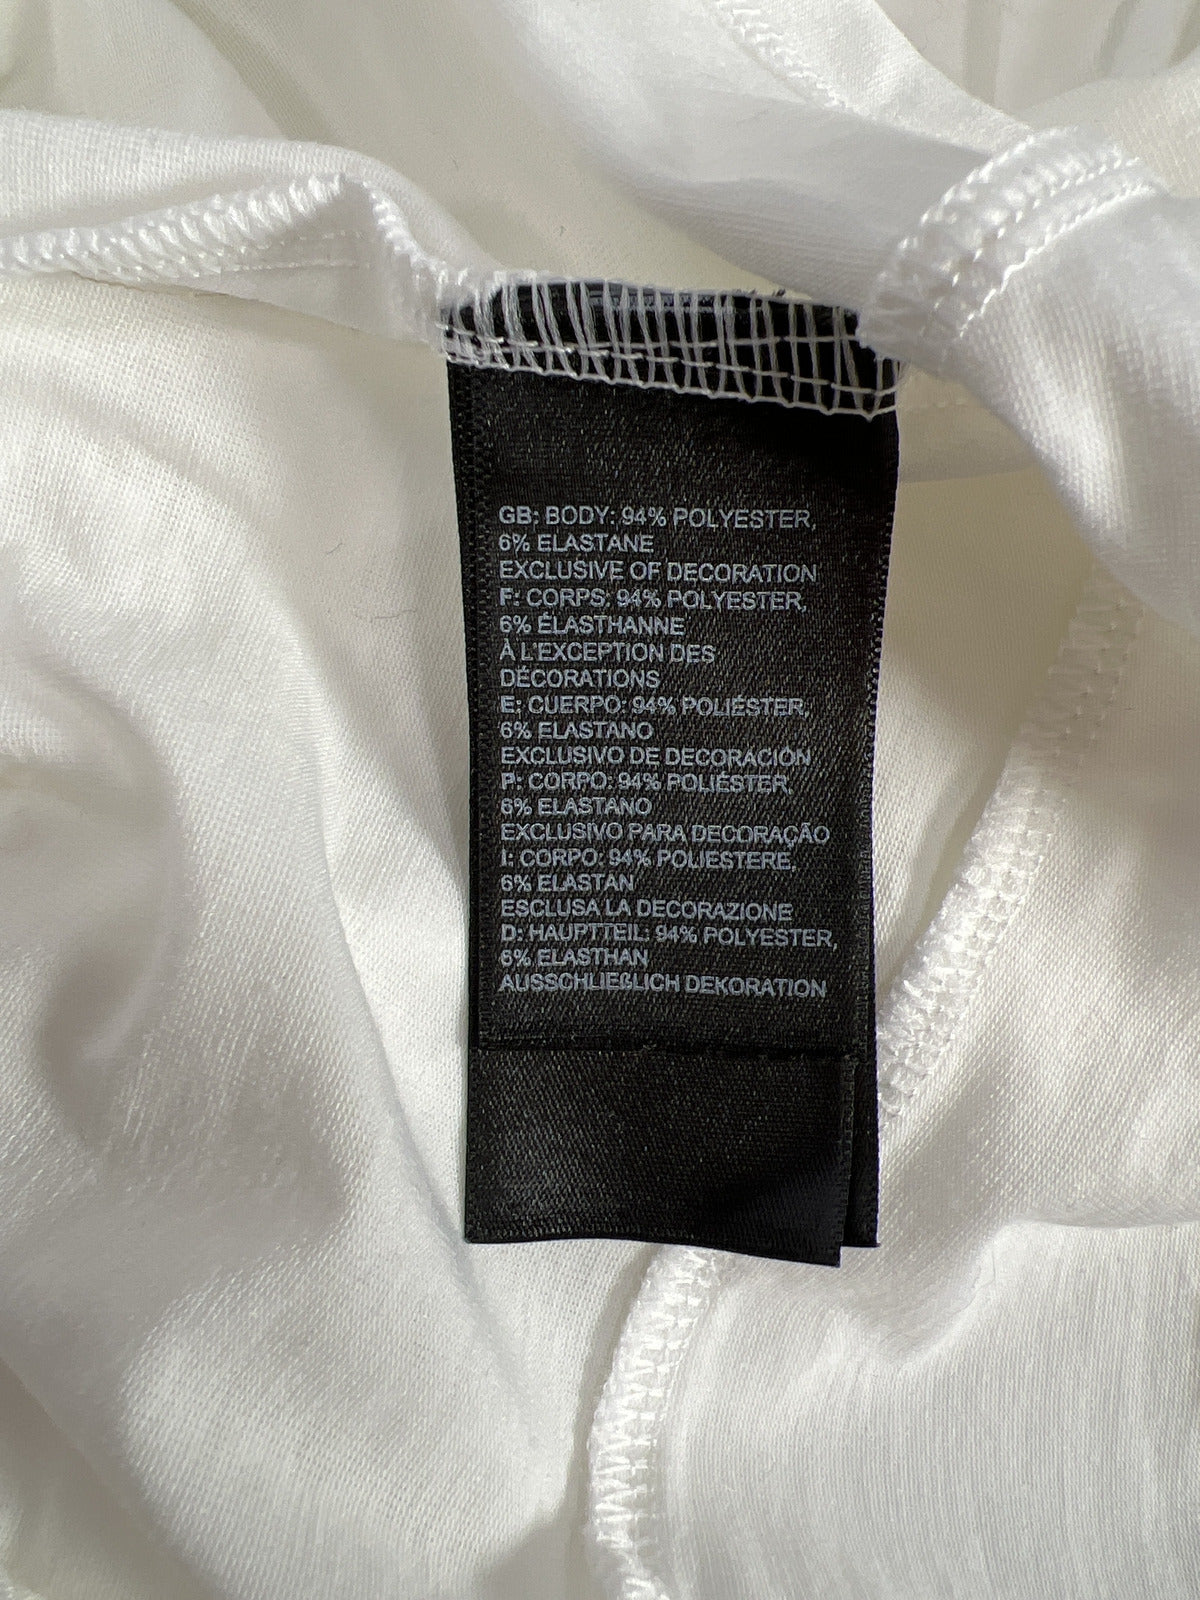 GB: BODY: 94% POLYESTER,
6% ELASTANE
EXCLUSIVE OF DECORATION
F: CORPS: 94% POLYESTER,
6% ÉLASTHANNE
À L'EXCEPTION DES
DÉCORATIONS
E: CUERPO: 94% POLIÉSTER,
6% ELASTANO
EXCLUSIVO DE DECORACIÓN
P: CORPO: 94% POLIÉSTER,
6% ELASTANO
EXCLUSIVO PARA DECORAÇÃO
I: CORPO: 94% POLIESTERE,
6% ELASTAN
ESCLUSA LA DECORAZIONE
D: HAUPTTEIL: 94% POLYESTER,
6% ELASTHAN
AUSSCHLIEßLICH DEKORATION